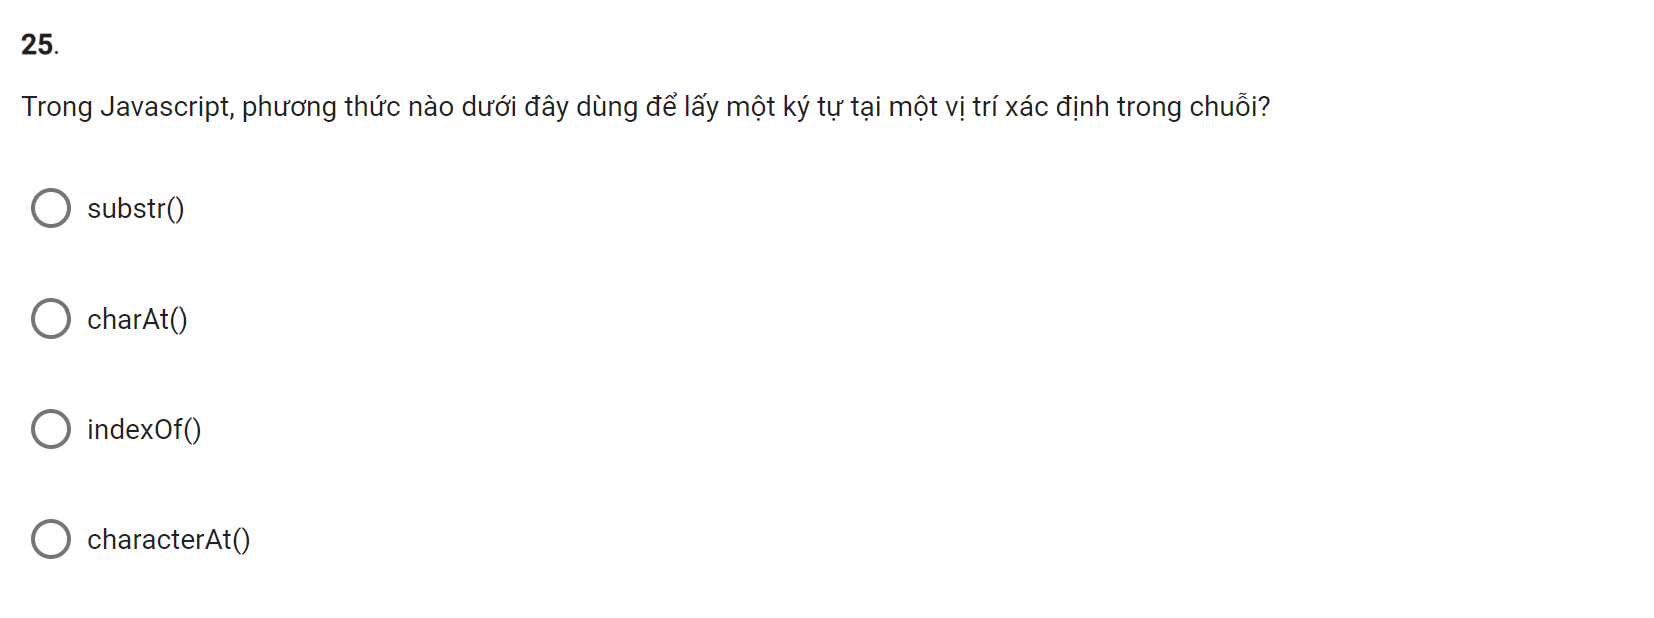 25.
Trong Javascript, phương thức nào dưới đây dùng để lấy một ký tự tại một vị trí xác định trong chuỗi?
substr()
charAt()
indexOf()
characterAt()